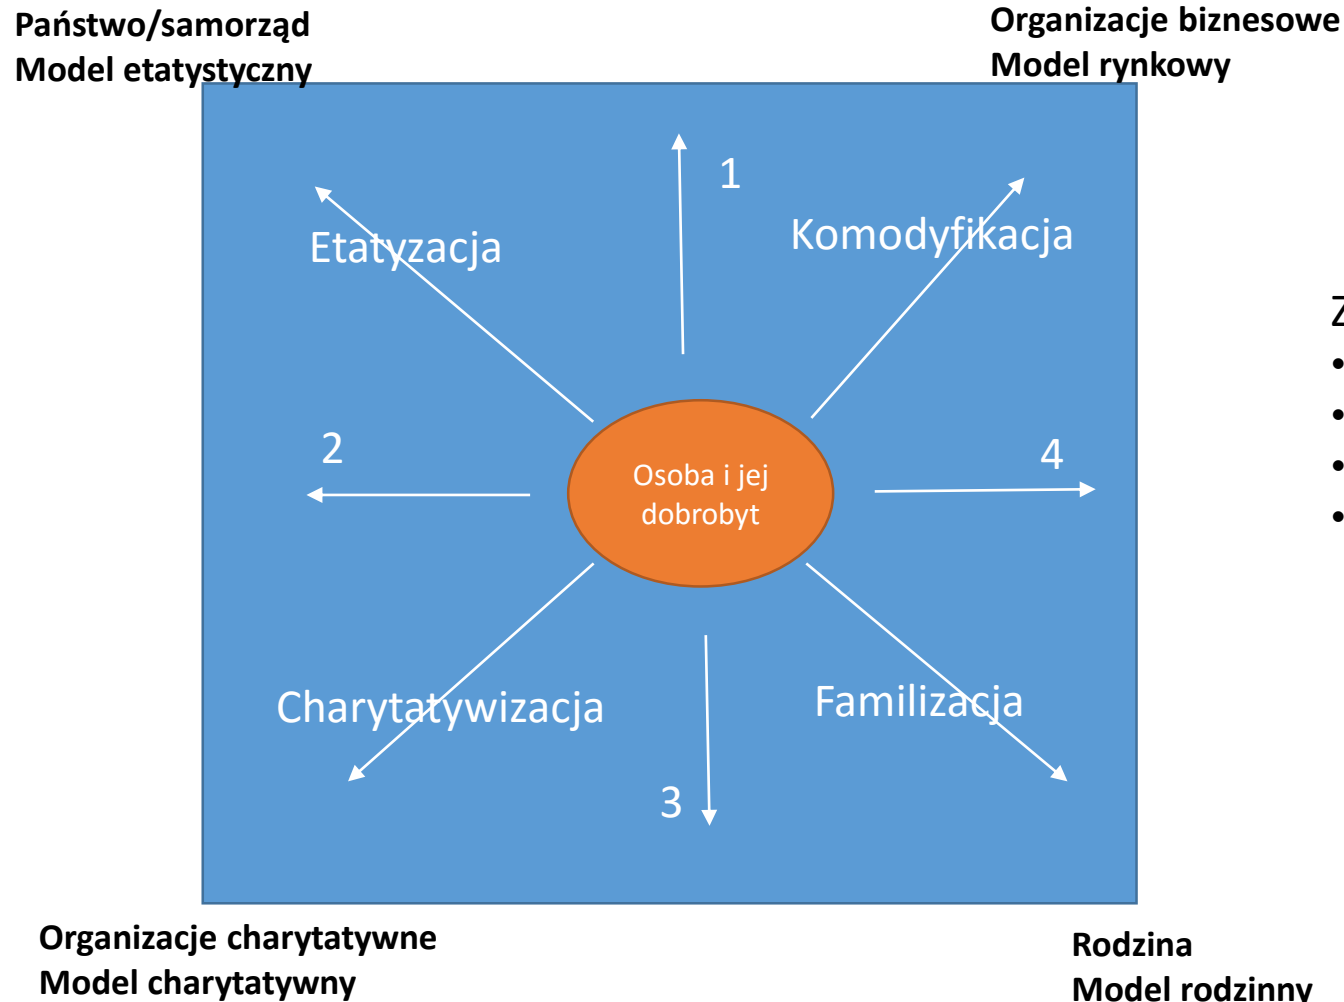 Państwo/samorząd
Model etatystyczny
Organizacje biznesowe
Model rynkowy
1
Etatyzacja
Komodyfikacja
Z
•
•
•
•
2
4
Osoba i jej
dobrobyt
Charytatywizacja
Familizacja
3
Organizacje charytatywne
Model charytatywny
Rodzina
Model rodzinny